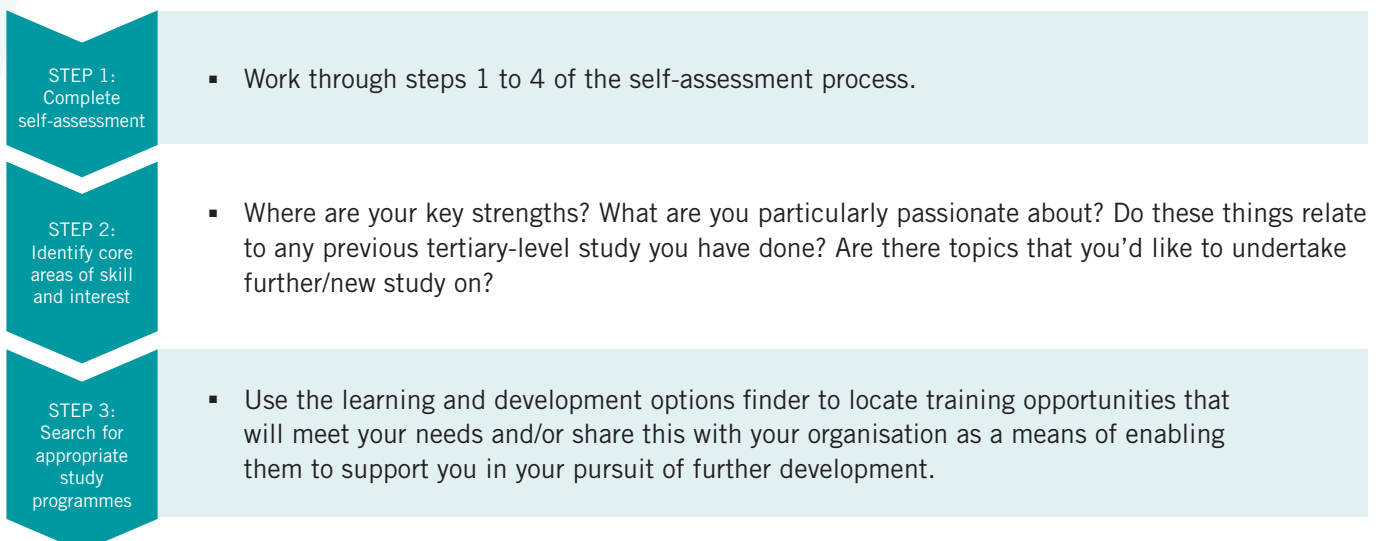 STEP 1:
Complete
self-assessment
▪ Work through steps 1 to 4 of the self-assessment process.
STEP 2:
Identify core
areas of skill
and interest
▪ Where are your key strengths? What are you particularly passionate about? Do these things relate
to any previous tertiary-level study you have done? Are there topics that you’d like to undertake
further/new study on?
STEP 3:
Search for
appropriate
study
programmes
▪ Use the learning and development options finder to locate training opportunities that
will meet your needs and/or share this with your organisation as a means of enabling
them to support you in your pursuit of further development.